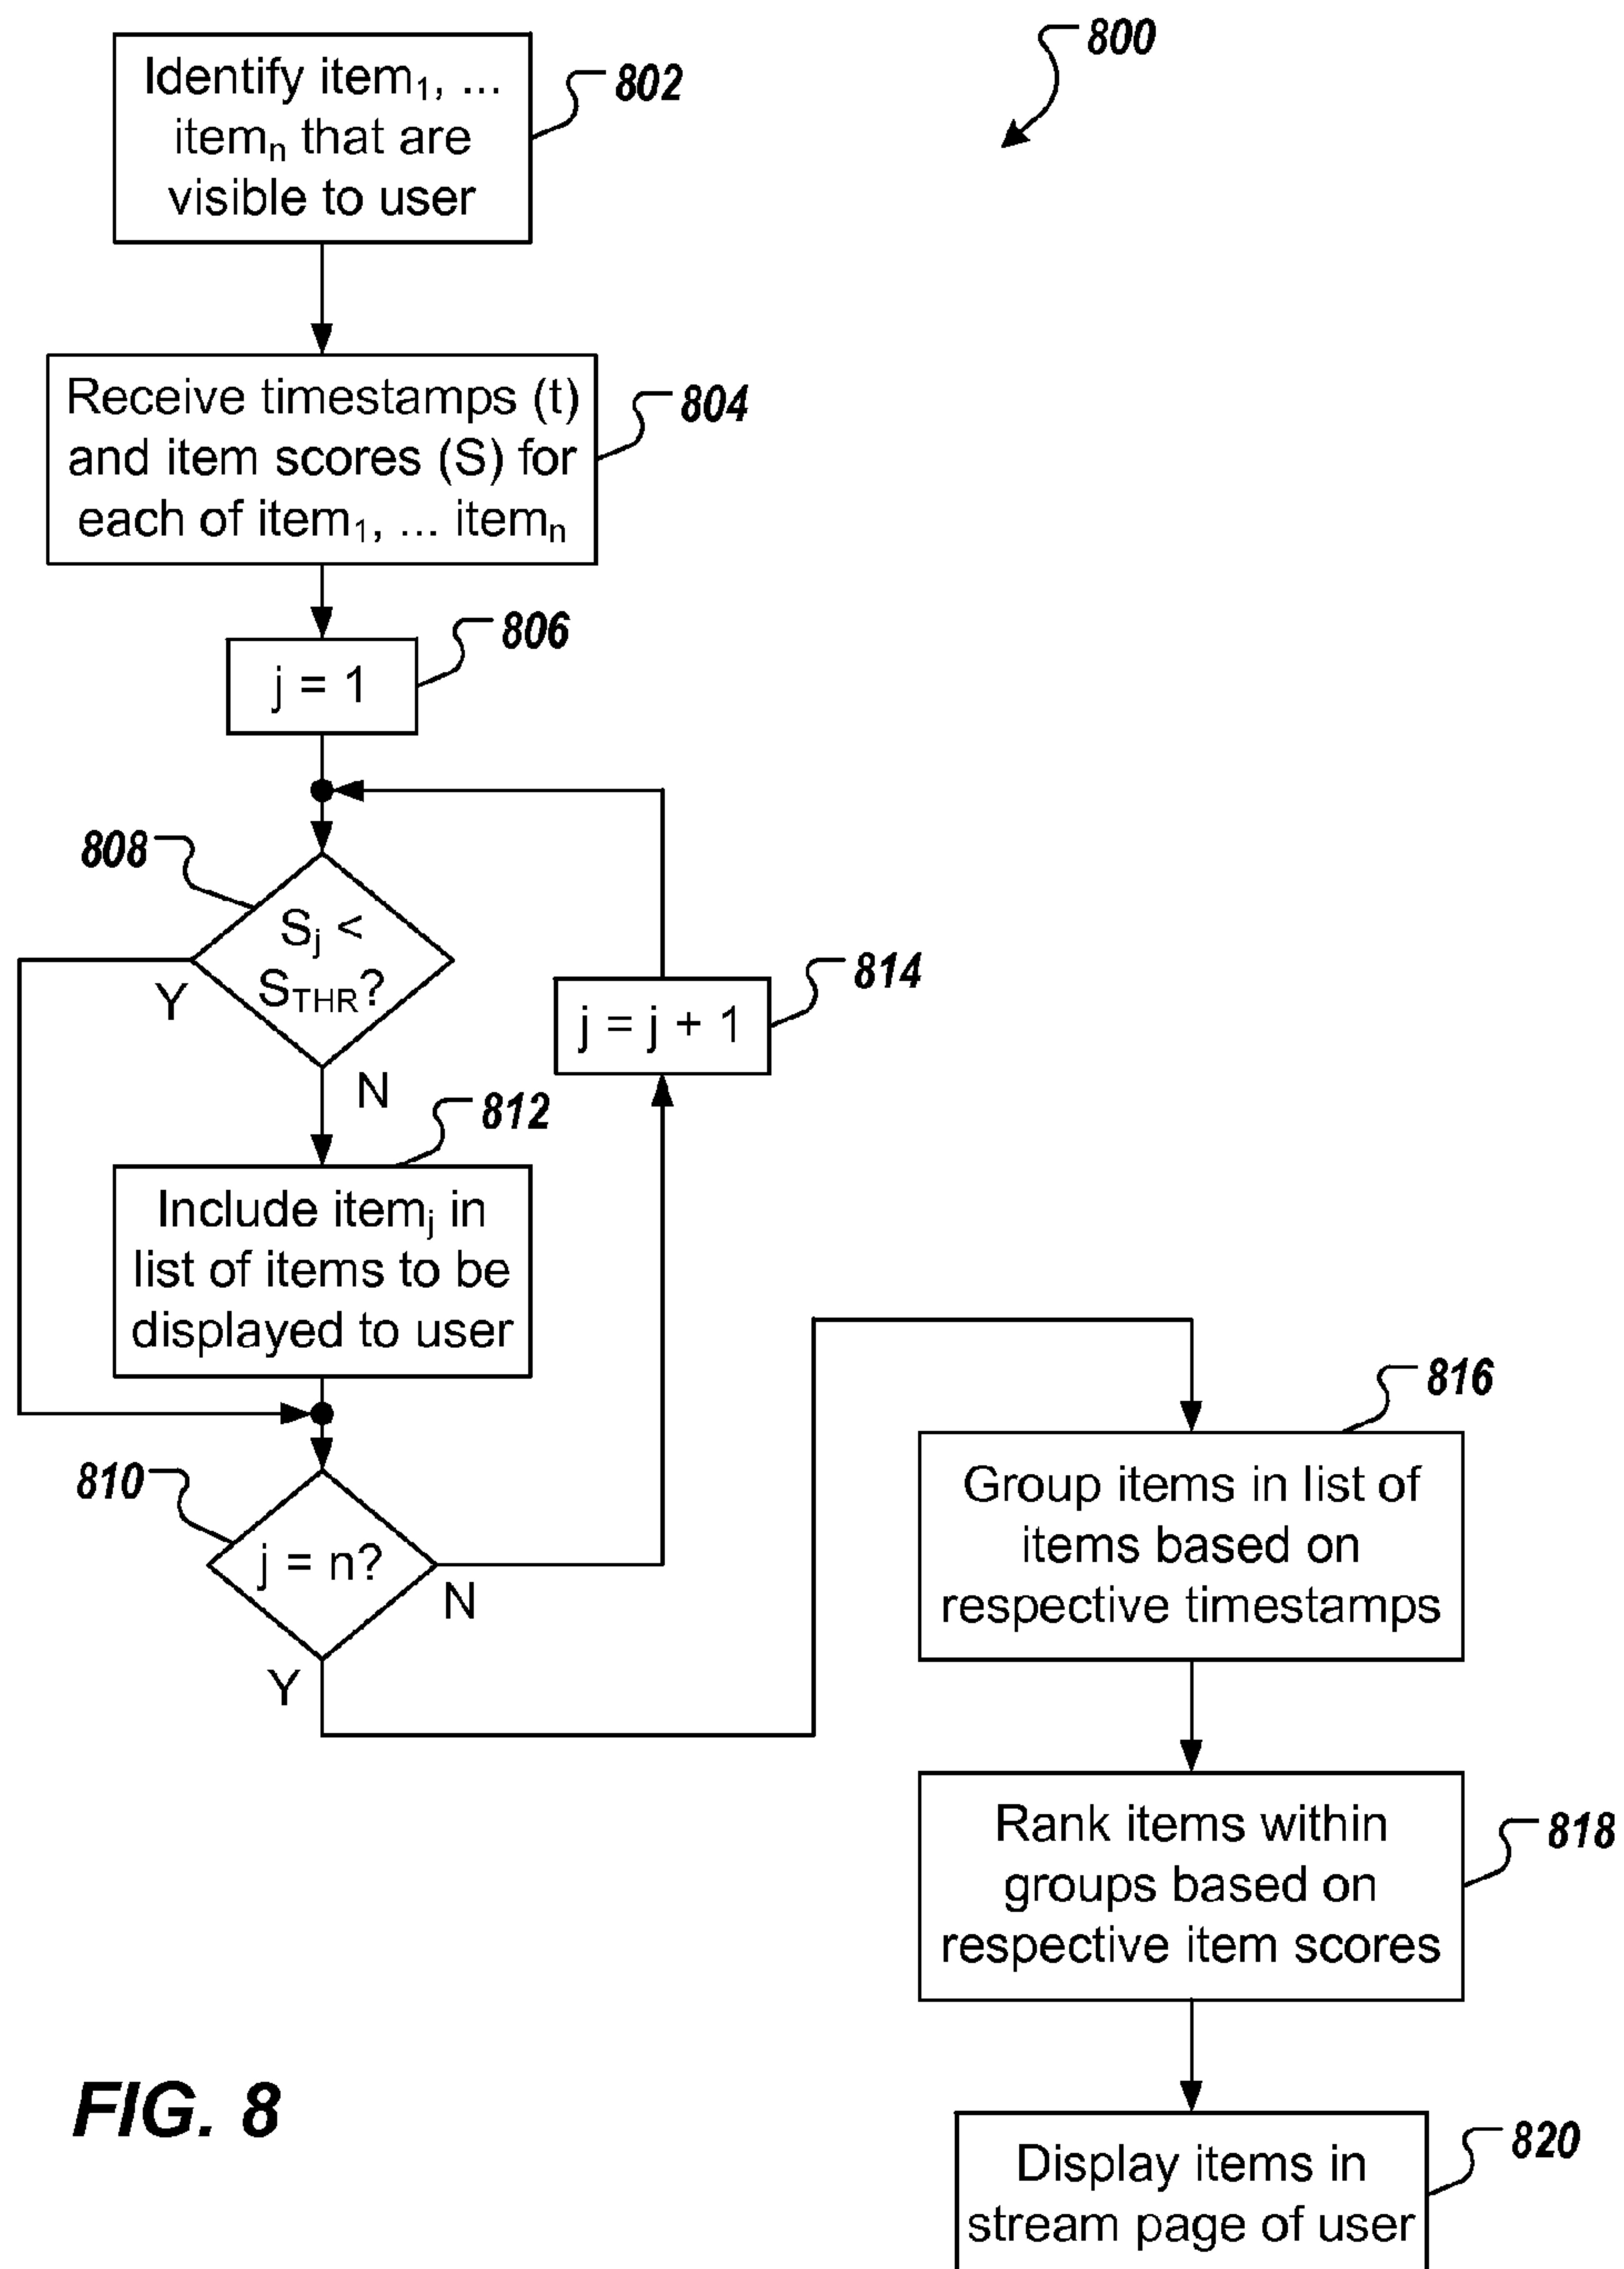 800
Identify item1, ...
itemn that are
visible to user
802
Receive timestamps (t)
and item scores (S) for
each of item1, ... itemn
804
j = 1
806
808
Sj <
STHR?
Y
N
j = j + 1
814
812
Include itemj in
list of items to be
displayed to user
810
j = n?
N
Y
816
Group items in list of
items based on
respective timestamps
Rank items within
groups based on
respective item scores
818
Display items in
stream page of user
820
FIG. 8